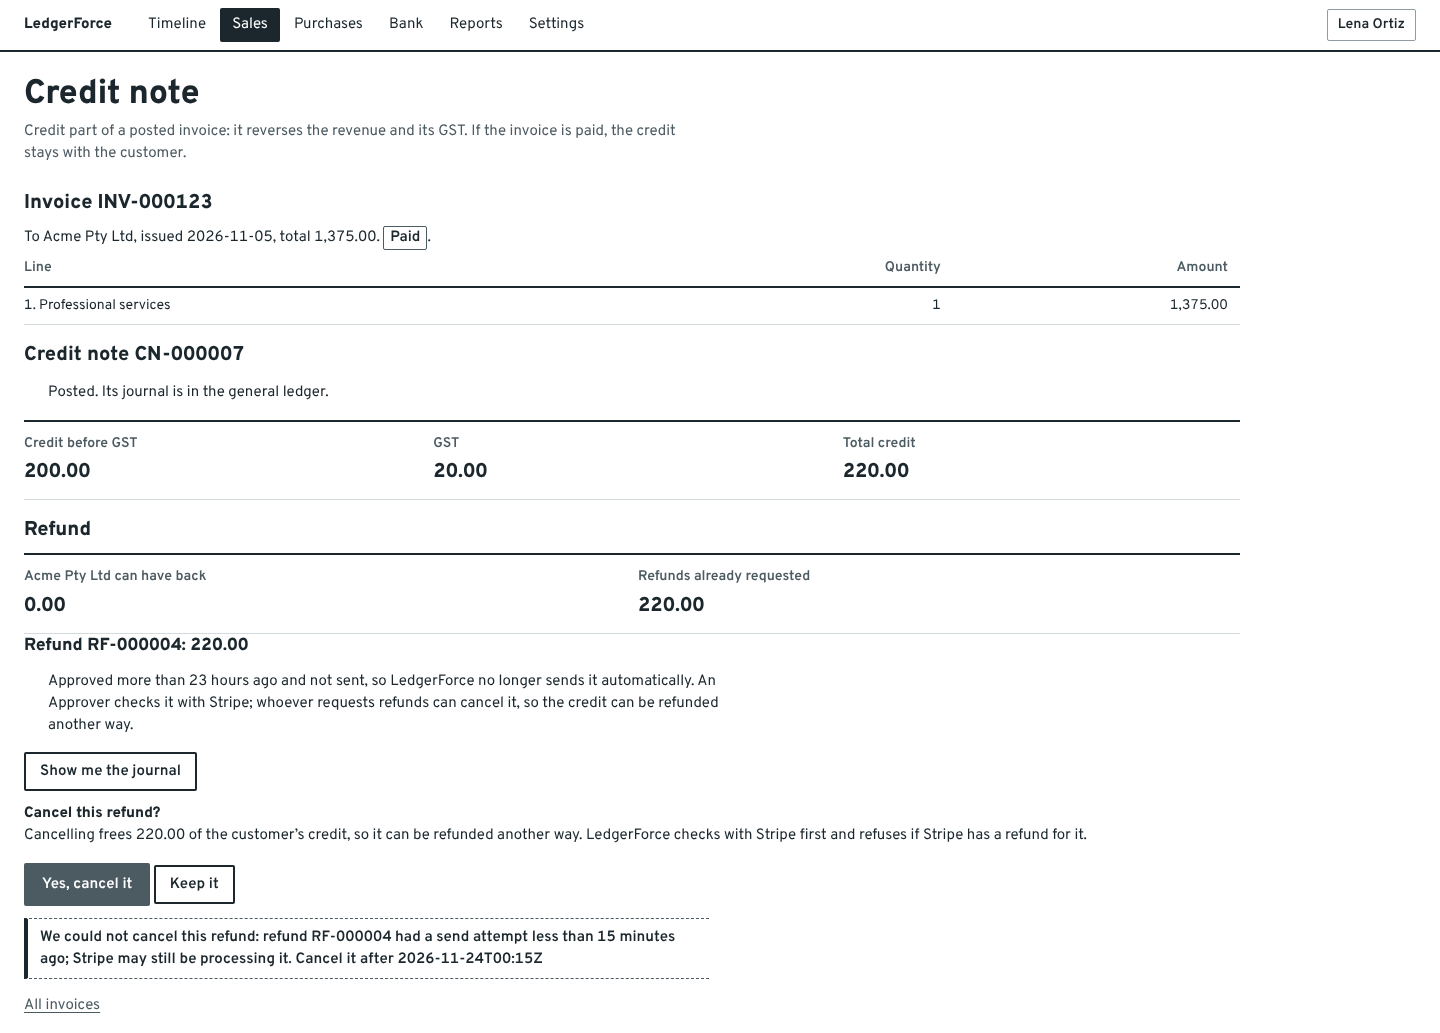 LedgerForce Timeline Sales Purchases Bank Reports Settings Lena Ortiz
Credit note
Credit part of a posted invoice: it reverses the revenue and its GST. If the invoice is paid, the credit
stays with the customer.
Invoice INV-000123
To Acme Pty Ltd, issued 2026-11-05, total 1,375.00. Paid.
Line Quantity Amount
1. Professional services 1 1,375.00
Credit note CN-000007
Posted. Its journal is in the general ledger.
Credit before GST GST Total credit
200.00 20.00 220.00
Refund
Acme Pty Ltd can have back Refunds already requested
0.00 220.00
Refund RF-000004: 220.00
Approved more than 23 hours ago and not sent, so LedgerForce no longer sends it automatically. An
Approver checks it with Stripe; whoever requests refunds can cancel it, so the credit can be refunded
another way.
Show me the journal
Cancel this refund?
Cancelling frees 220.00 of the customer’s credit, so it can be refunded another way. LedgerForce checks with Stripe first and refuses if Stripe has a refund for it.
Yes, cancel it Keep it
We could not cancel this refund: refund RF-000004 had a send attempt less than 15 minutes
ago; Stripe may still be processing it. Cancel it after 2026-11-24T00:15Z
All invoices